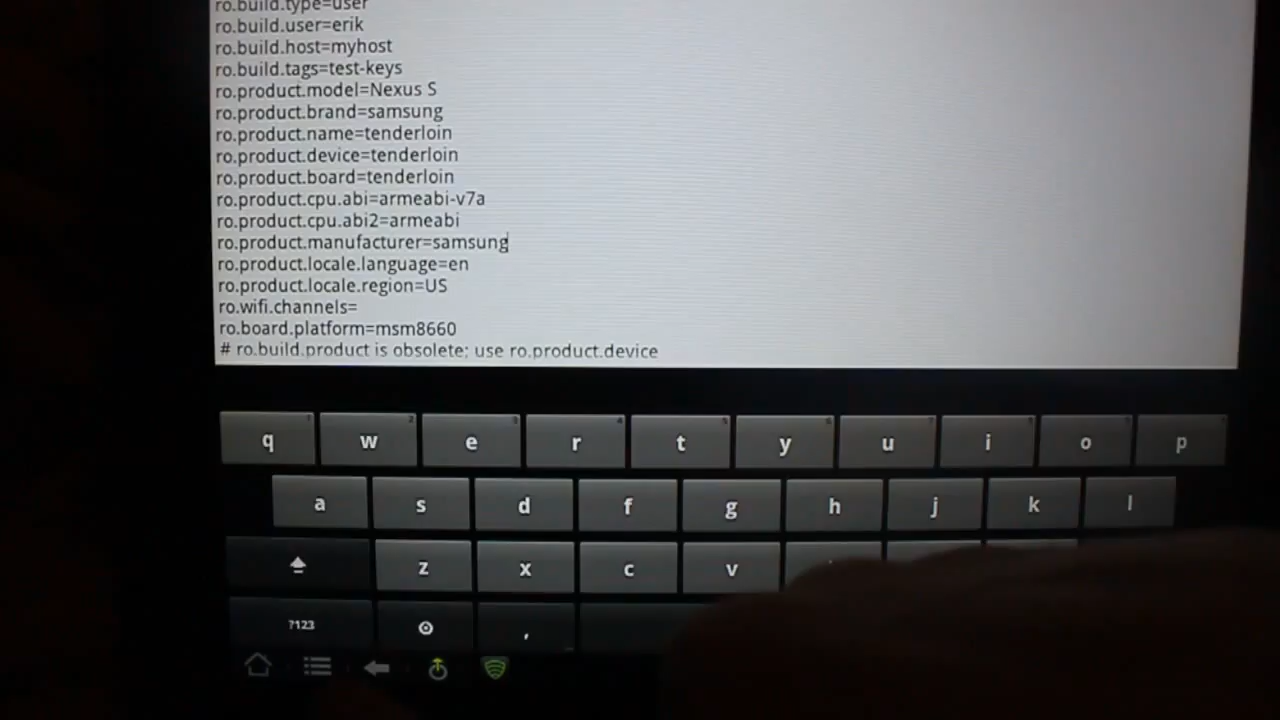 ro.build.type=user
ro.build.user=erik
ro.build.host=myhost
ro.build.tags=test-keys
ro.product.model=Nexus S
ro.product.brand=samsung
ro.product.name=tenderloin
ro.product.device=tenderloin
ro.product.board=tenderloin
ro.product.cpu.abi=armeabi-v7a
ro.product.cpu.abi2=armeabi
ro.product.manufacturer=samsung
ro.product.locale.language=en
ro.product.locale.region=US
ro.wifi.channels=
ro.board.platform=msm8660
# ro.build.product is obsolete; use ro.product.device
q w e r t y u i o p
a s d f g h j k l
z x c v
?123 ,